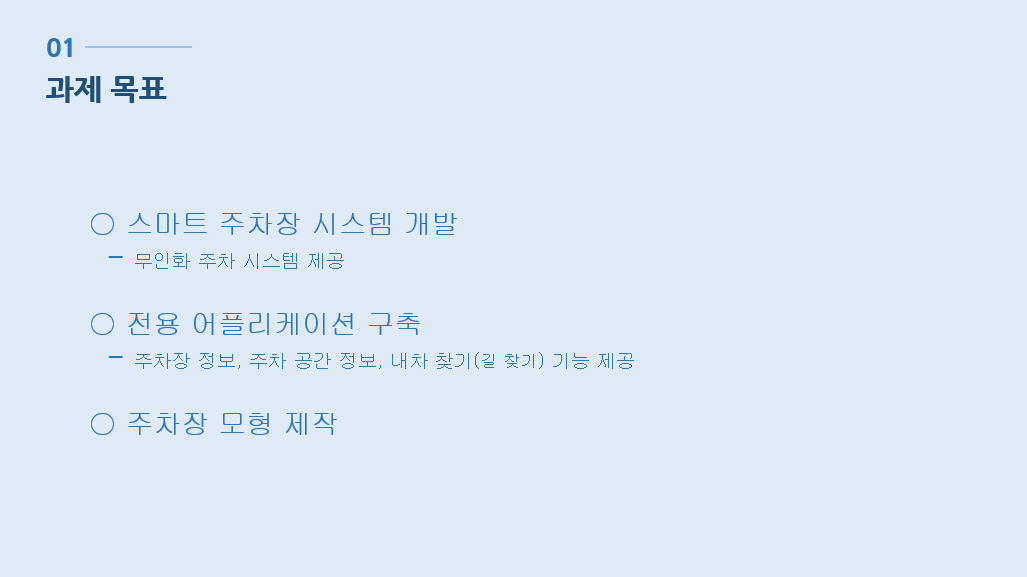 01
과제 목표
○ 스마트 주차장 시스템 개발
– 무인화 주차 시스템 제공
○ 전용 어플리케이션 구축
– 주차장 정보, 주차 공간 정보, 내차 찾기(길 찾기) 기능 제공
○ 주차장 모형 제작